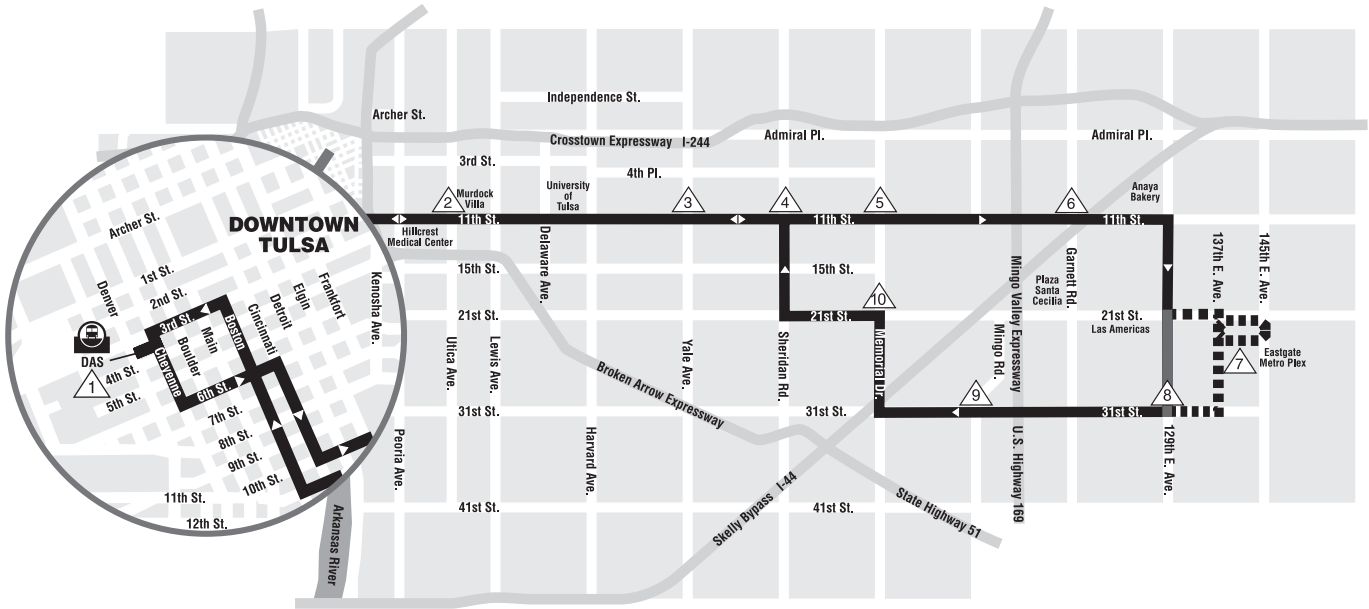 Independence St.
Archer St.
Admiral Pl.
Admiral Pl.
Crosstown Expressway I-244
3rd St.
4th Pl.
2
Murdock
Villa
University
of
Tulsa
3
4
5
6
Anaya
Bakery
11th St.
11th St.
11th St.
Hillcrest
Medical Center
DOWNTOWN
TULSA
Archer St.
1st St.
2nd St.
3rd St.
Denver
DAS
1
4th St.
5th St.
Cheyenne
Boulder
Main
Boston
Cincinnati
Detroit
Elgin
Frankfort
Kenosha Ave.
6th St.
7th St.
8th St.
9th St.
10th St.
11th St.
12th St.
Delaware Ave.
15th St.
15th St.
10
21st St.
21st St.
21st St.
Las Americas
Plaza
Santa
Cecilia
Garnett Rd.
137th E. Ave.
145th E. Ave.
7
Eastgate
Metro Plex
Utica Ave.
Lewis Ave.
Yale Ave.
Sheridan Rd.
Memorial Dr.
Mingo Rd.
Mingo Valley Expressway
U.S. Highway 169
Broken Arrow Expressway
9
8
31st St.
31st St.
31st St.
129th E. Ave.
Peoria Ave.
Harvard Ave.
41st St.
41st St.
Skelly Bypass I-44
State Highway 51
Arkansas River